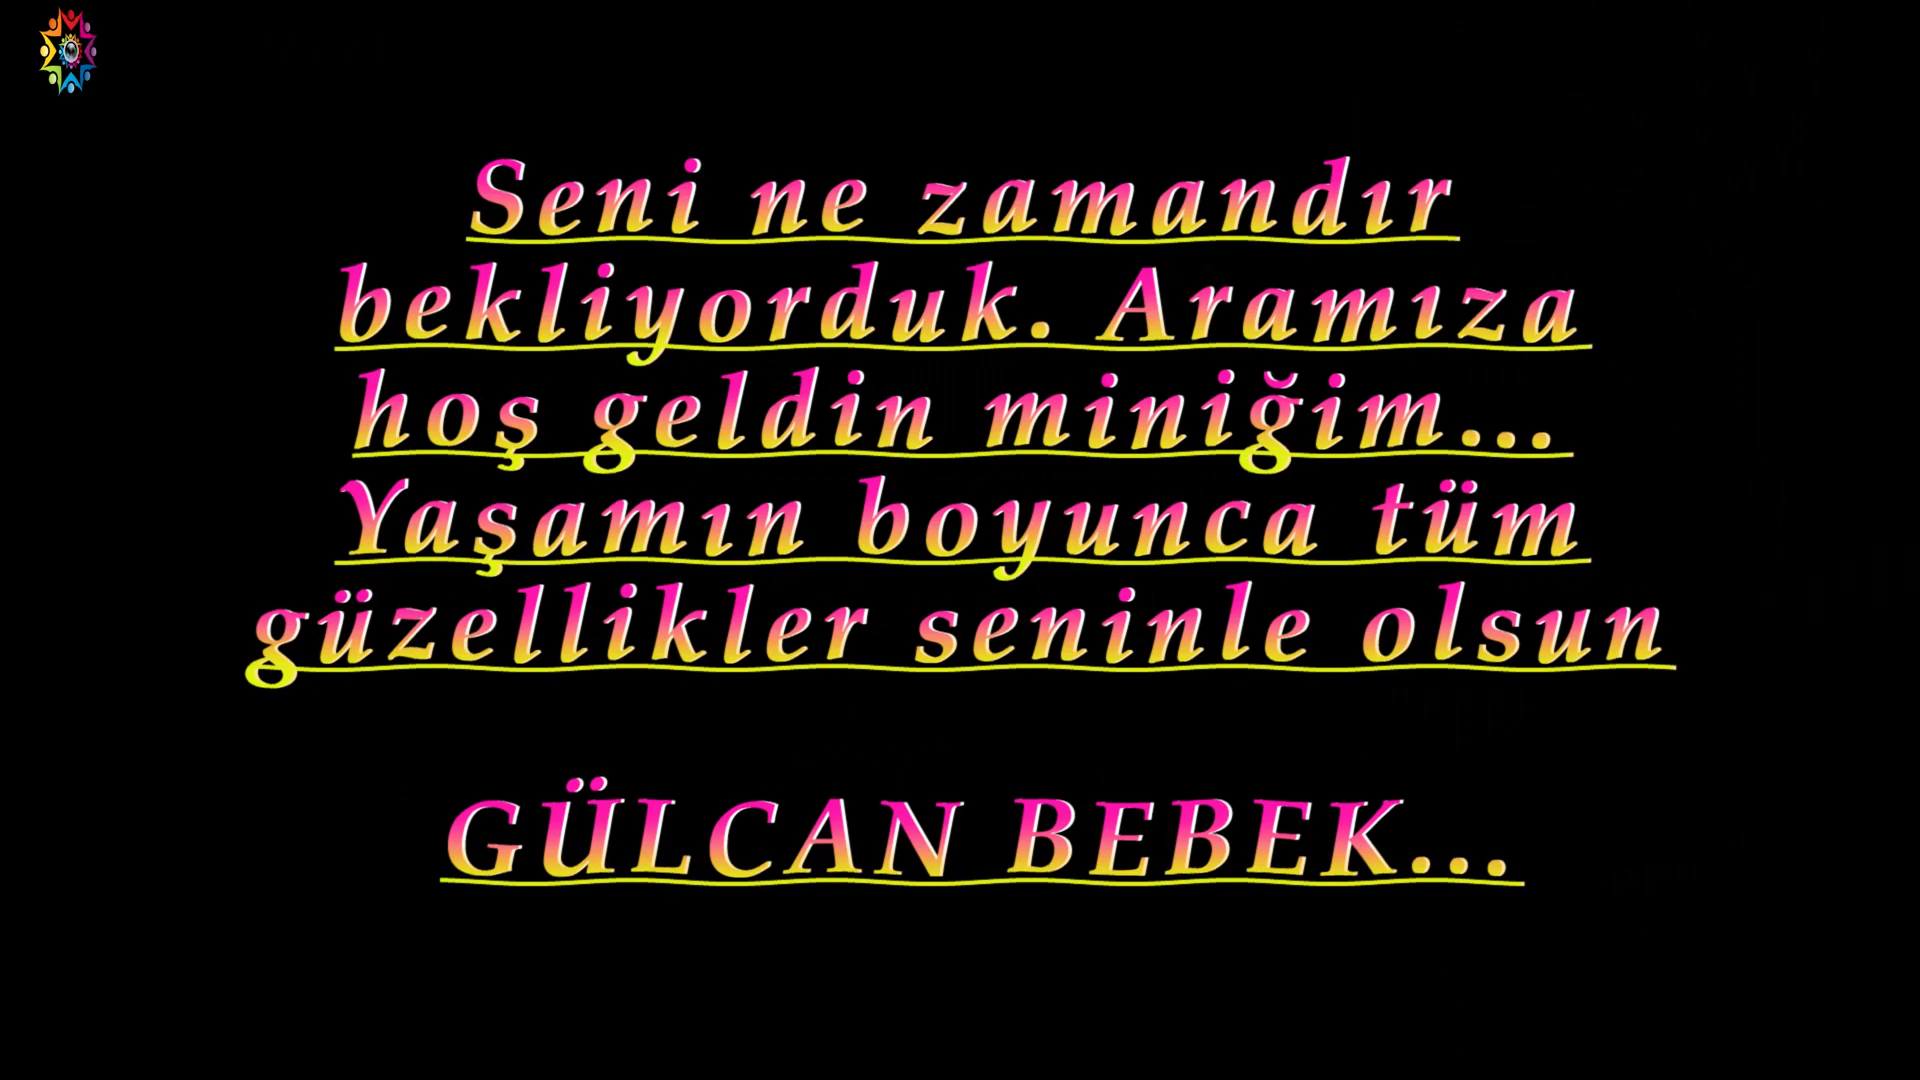 Seni ne zamandır
bekliyorduk. Aramıza
hoş geldin miniğim...
Yaşamın boyunca tüm
güzellikler seninle olsun
GÜLCAN BEBEK...